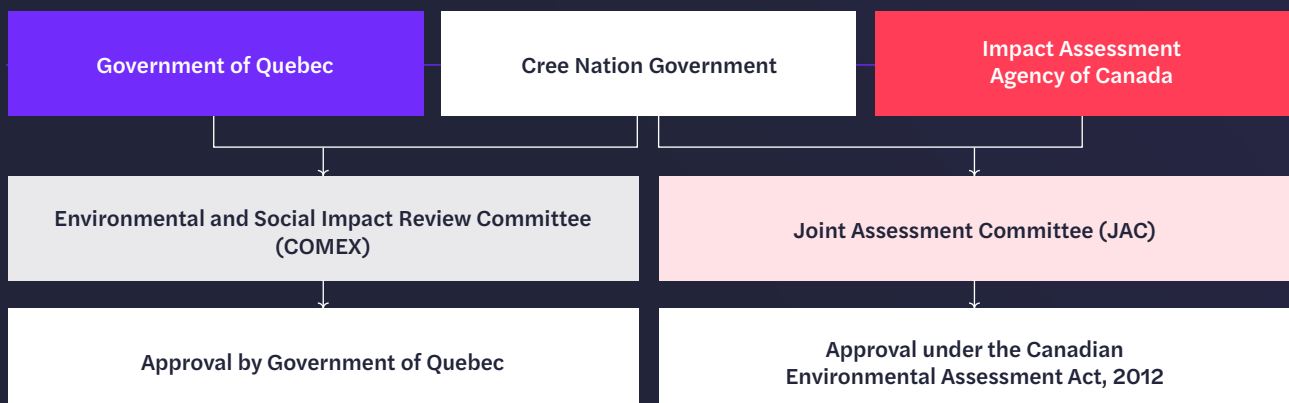 Government of Quebec
Cree Nation Government
Impact Assessment
Agency of Canada
Environmental and Social Impact Review Committee
(COMEX)
Joint Assessment Committee (JAC)
Approval by Government of Quebec
Approval under the Canadian
Environmental Assessment Act, 2012